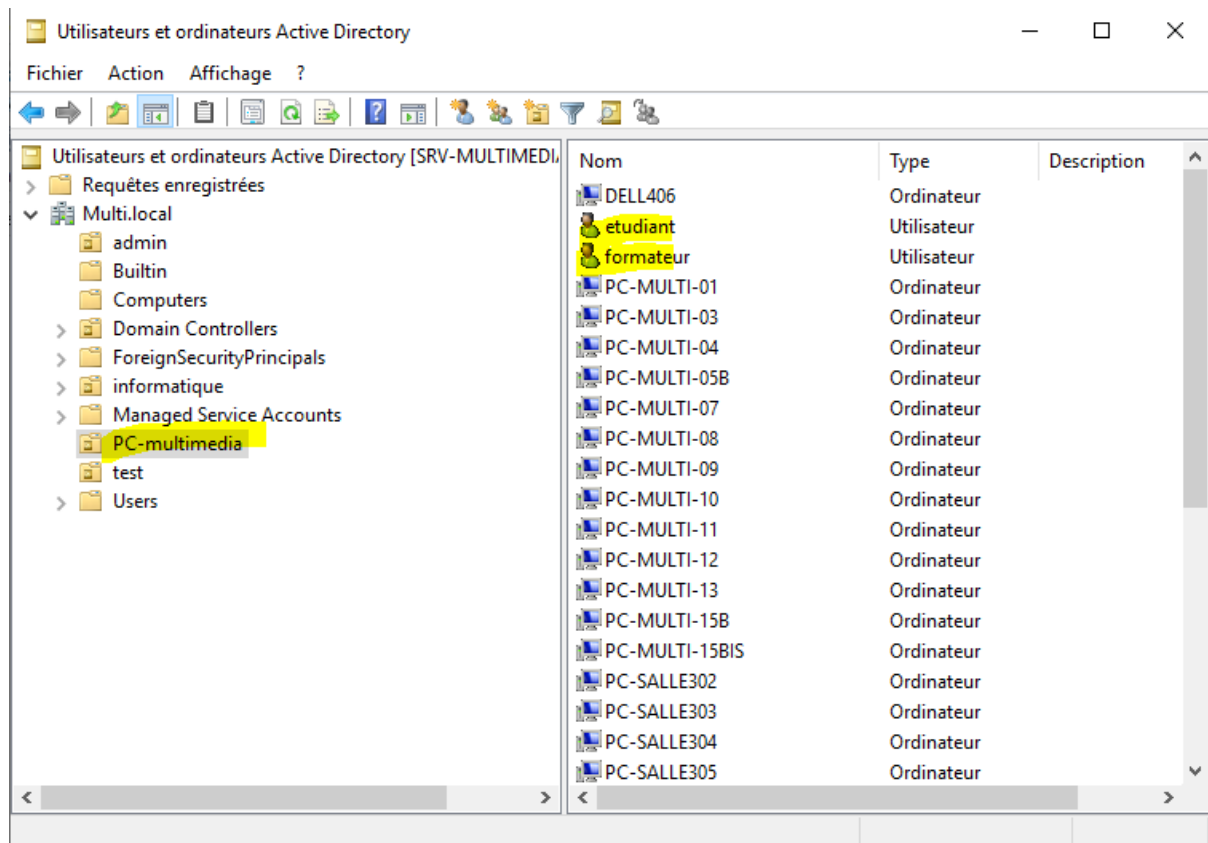 Utilisateurs et ordinateurs Active Directory
Fichier Action Affichage ?
Utilisateurs et ordinateurs Active Directory [SRV-MULTIMEDI
Requêtes enregistrées
Multi.local
admin
Builtin
Computers
Domain Controllers
ForeignSecurityPrincipals
informatique
Managed Service Accounts
PC-multimedia
test
Users
Nom Type Description
DELL406 Ordinateur
etudiant Utilisateur
formateur Utilisateur
PC-MULTI-01 Ordinateur
PC-MULTI-03 Ordinateur
PC-MULTI-04 Ordinateur
PC-MULTI-05B Ordinateur
PC-MULTI-07 Ordinateur
PC-MULTI-08 Ordinateur
PC-MULTI-09 Ordinateur
PC-MULTI-10 Ordinateur
PC-MULTI-11 Ordinateur
PC-MULTI-12 Ordinateur
PC-MULTI-13 Ordinateur
PC-MULTI-15B Ordinateur
PC-MULTI-15BIS Ordinateur
PC-SALLE302 Ordinateur
PC-SALLE303 Ordinateur
PC-SALLE304 Ordinateur
PC-SALLE305 Ordinateur